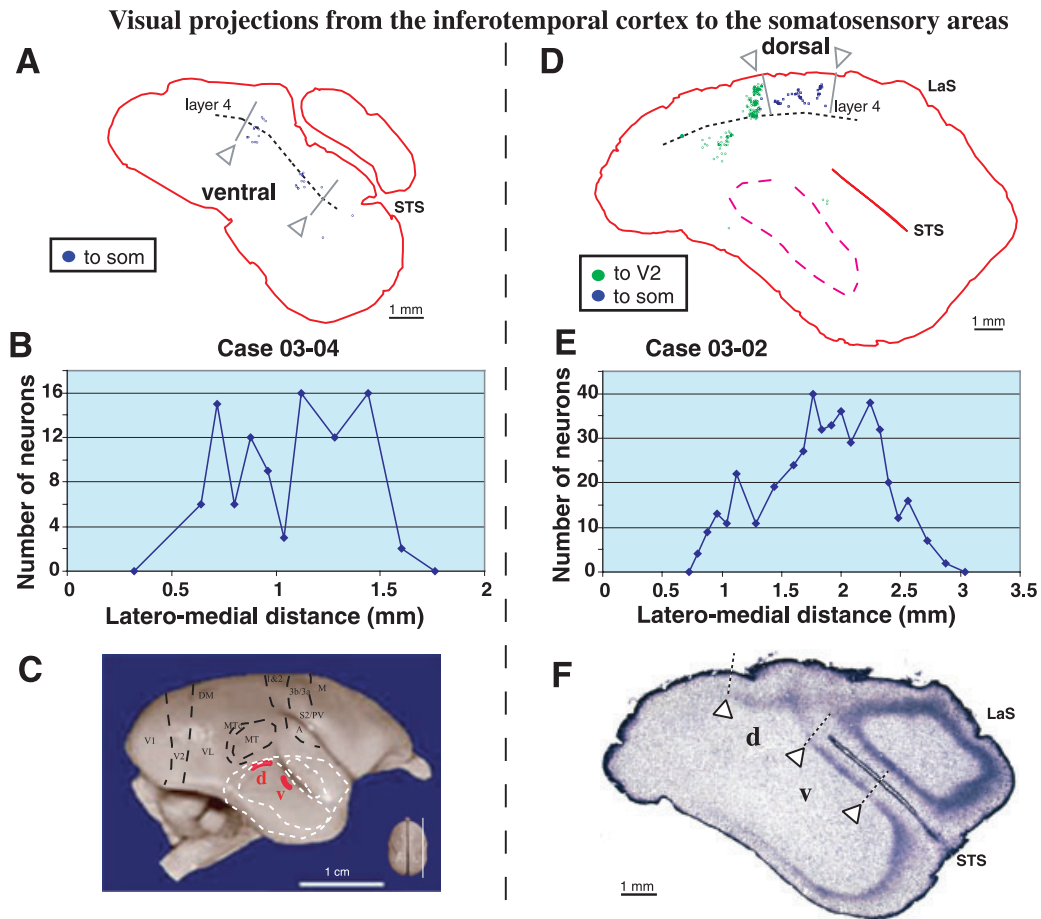 Visual projections from the inferotemporal cortex to the somatosensory areas
A
layer 4
ventral
STS
to som
1 mm
D
dorsal
LaS
layer 4
STS
to V2
to som
1 mm
B
Case 03-04
Number of neurons
16
12
8
4
0
0
0.5
1
1.5
2
Latero-medial distance (mm)
E
Case 03-02
Number of neurons
40
30
20
10
0
0
0.5
1
1.5
2
2.5
3
3.5
Latero-medial distance (mm)
C
DM
1&2
3b/3a
M
S2/PV
A
MTc
MT
V1
V2
VL
d
v
1 cm
F
LaS
d
v
STS
1 mm